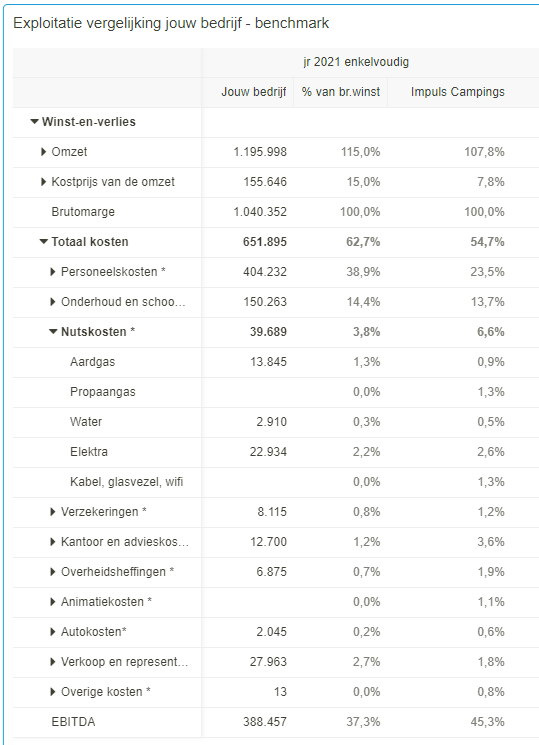 Exploitatie vergelijking jouw bedrijf - benchmark
jr 2021 enkelvoudig
Jouw bedrijf % van br.winst Impuls Campings
Winst-en-verlies
Omzet 1.195.998 115,0% 107,8%
Kostprijs van de omzet 155.646 15,0% 7,8%
Brutomarge 1.040.352 100,0% 100,0%
Totaal kosten 651.895 62,7% 54,7%
Personeelskosten * 404.232 38,9% 23,5%
Onderhoud en schoo... 150.263 14,4% 13,7%
Nutskosten * 39.689 3,8% 6,6%
Aardgas 13.845 1,3% 0,9%
Propaangas 0,0% 1,3%
Water 2.910 0,3% 0,5%
Elektra 22.934 2,2% 2,6%
Kabel, glasvezel, wifi 0,0% 1,3%
Verzekeringen * 8.115 0,8% 1,2%
Kantoor en advieskos... 12.700 1,2% 3,6%
Overheidsheffingen * 6.875 0,7% 1,9%
Animatiekosten * 0,0% 1,1%
Autokosten* 2.045 0,2% 0,6%
Verkoop en represent... 27.963 2,7% 1,8%
Overige kosten * 13 0,0% 0,8%
EBITDA 388.457 37,3% 45,3%